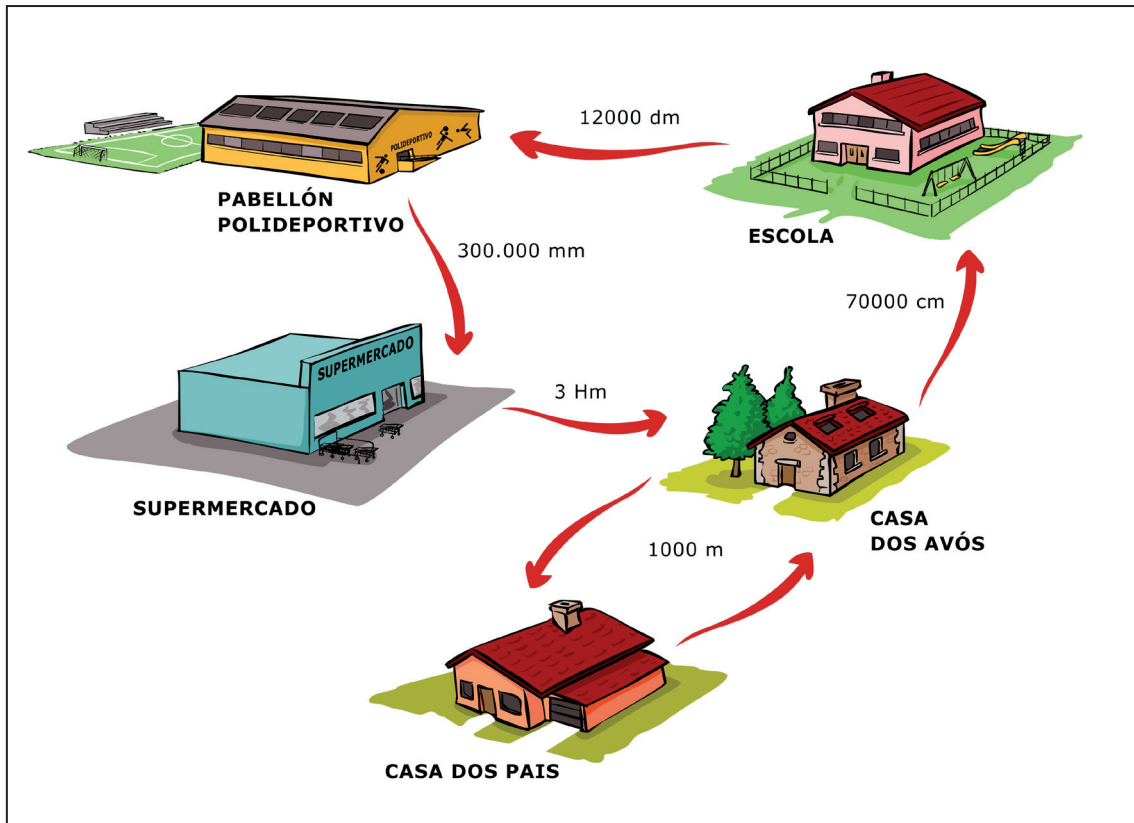 12000 dm
POLIDEPORTIVO
PABELLÓN
POLIDEPORTIVO
ESCOLA
300.000 mm
70000 cm
SUPERMERCADO
3 Hm
SUPERMERCADO
CASA
DOS AVÓS
1000 m
CASA DOS PAIS